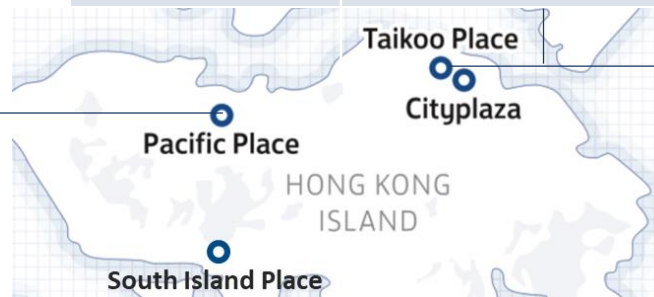 Taikoo Place
Cityplaza
Pacific Place
HONG KONG
ISLAND
South Island Place